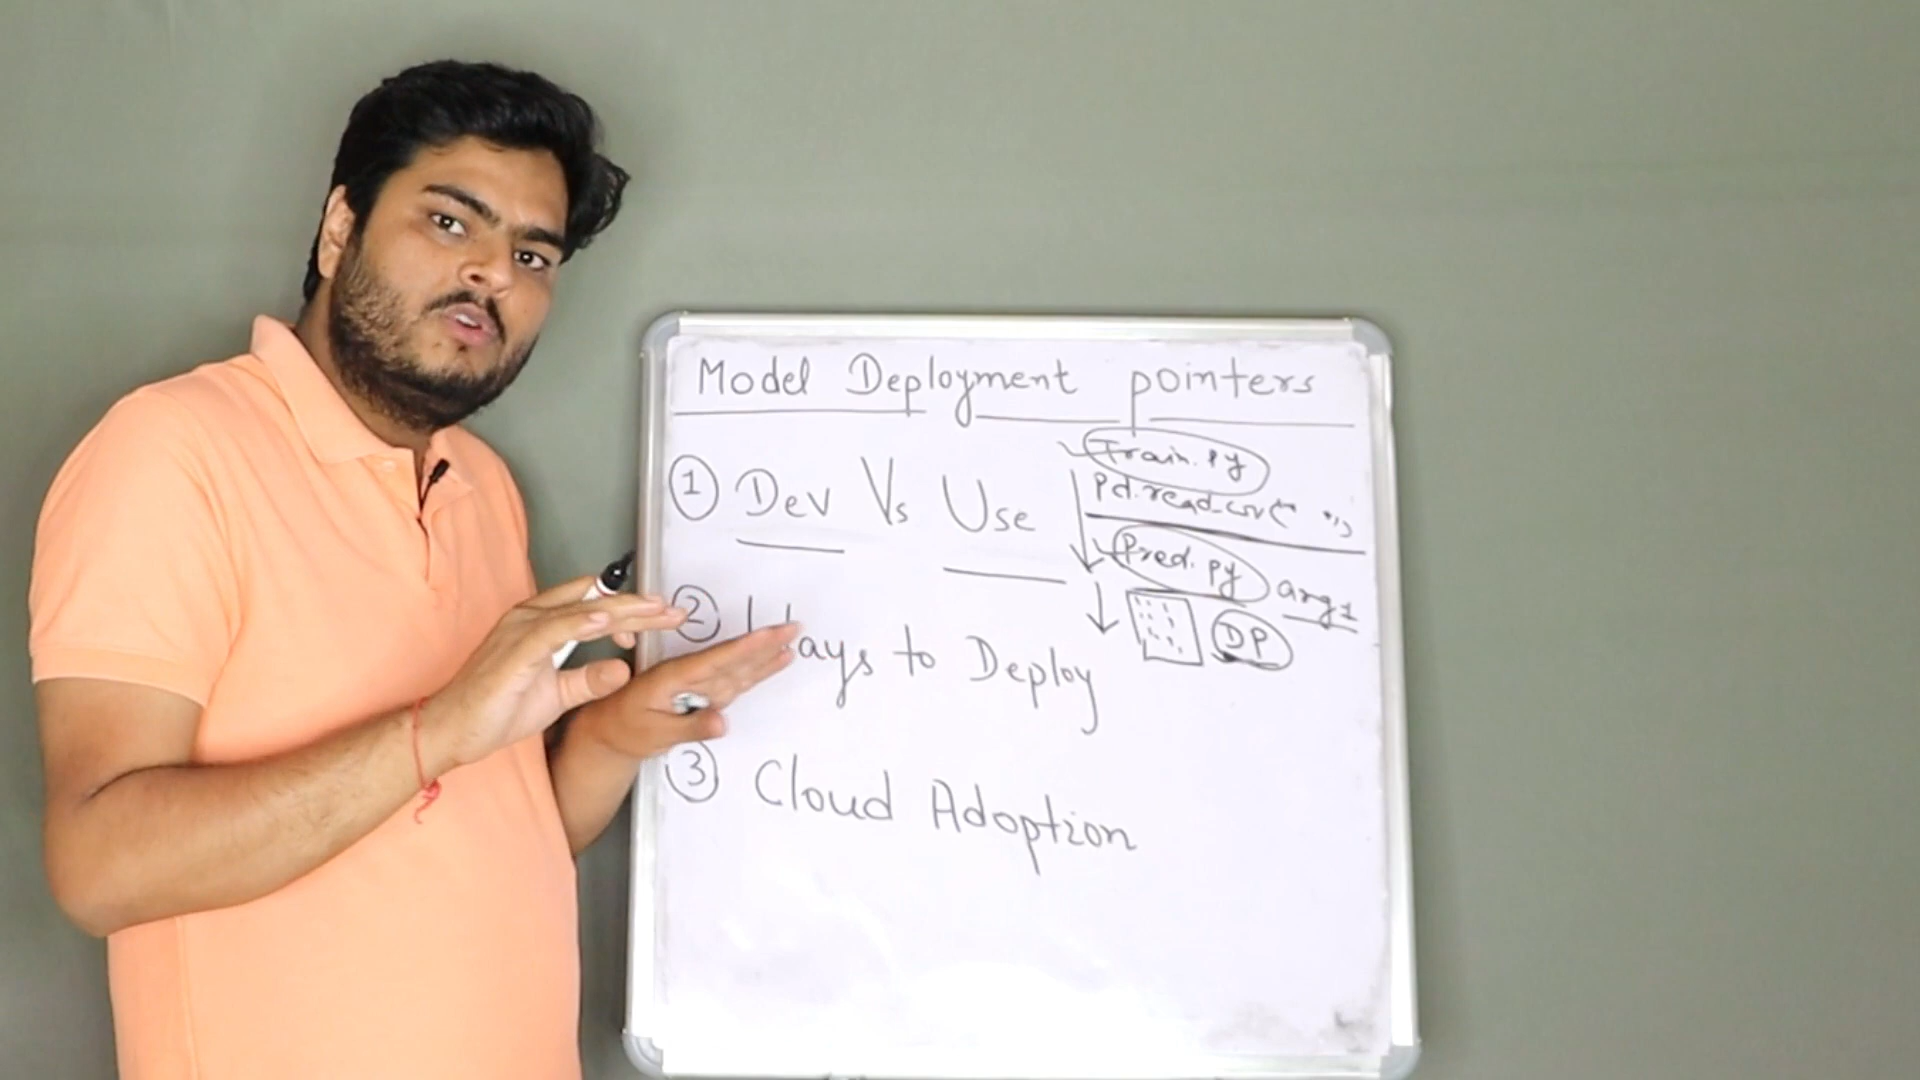 Model Deployment pointers
① Dev Vs Use
Train.py
Pd.read_csv(" ")
Pred.py arg1
DP
② Ways to Deploy
③ Cloud Adoption